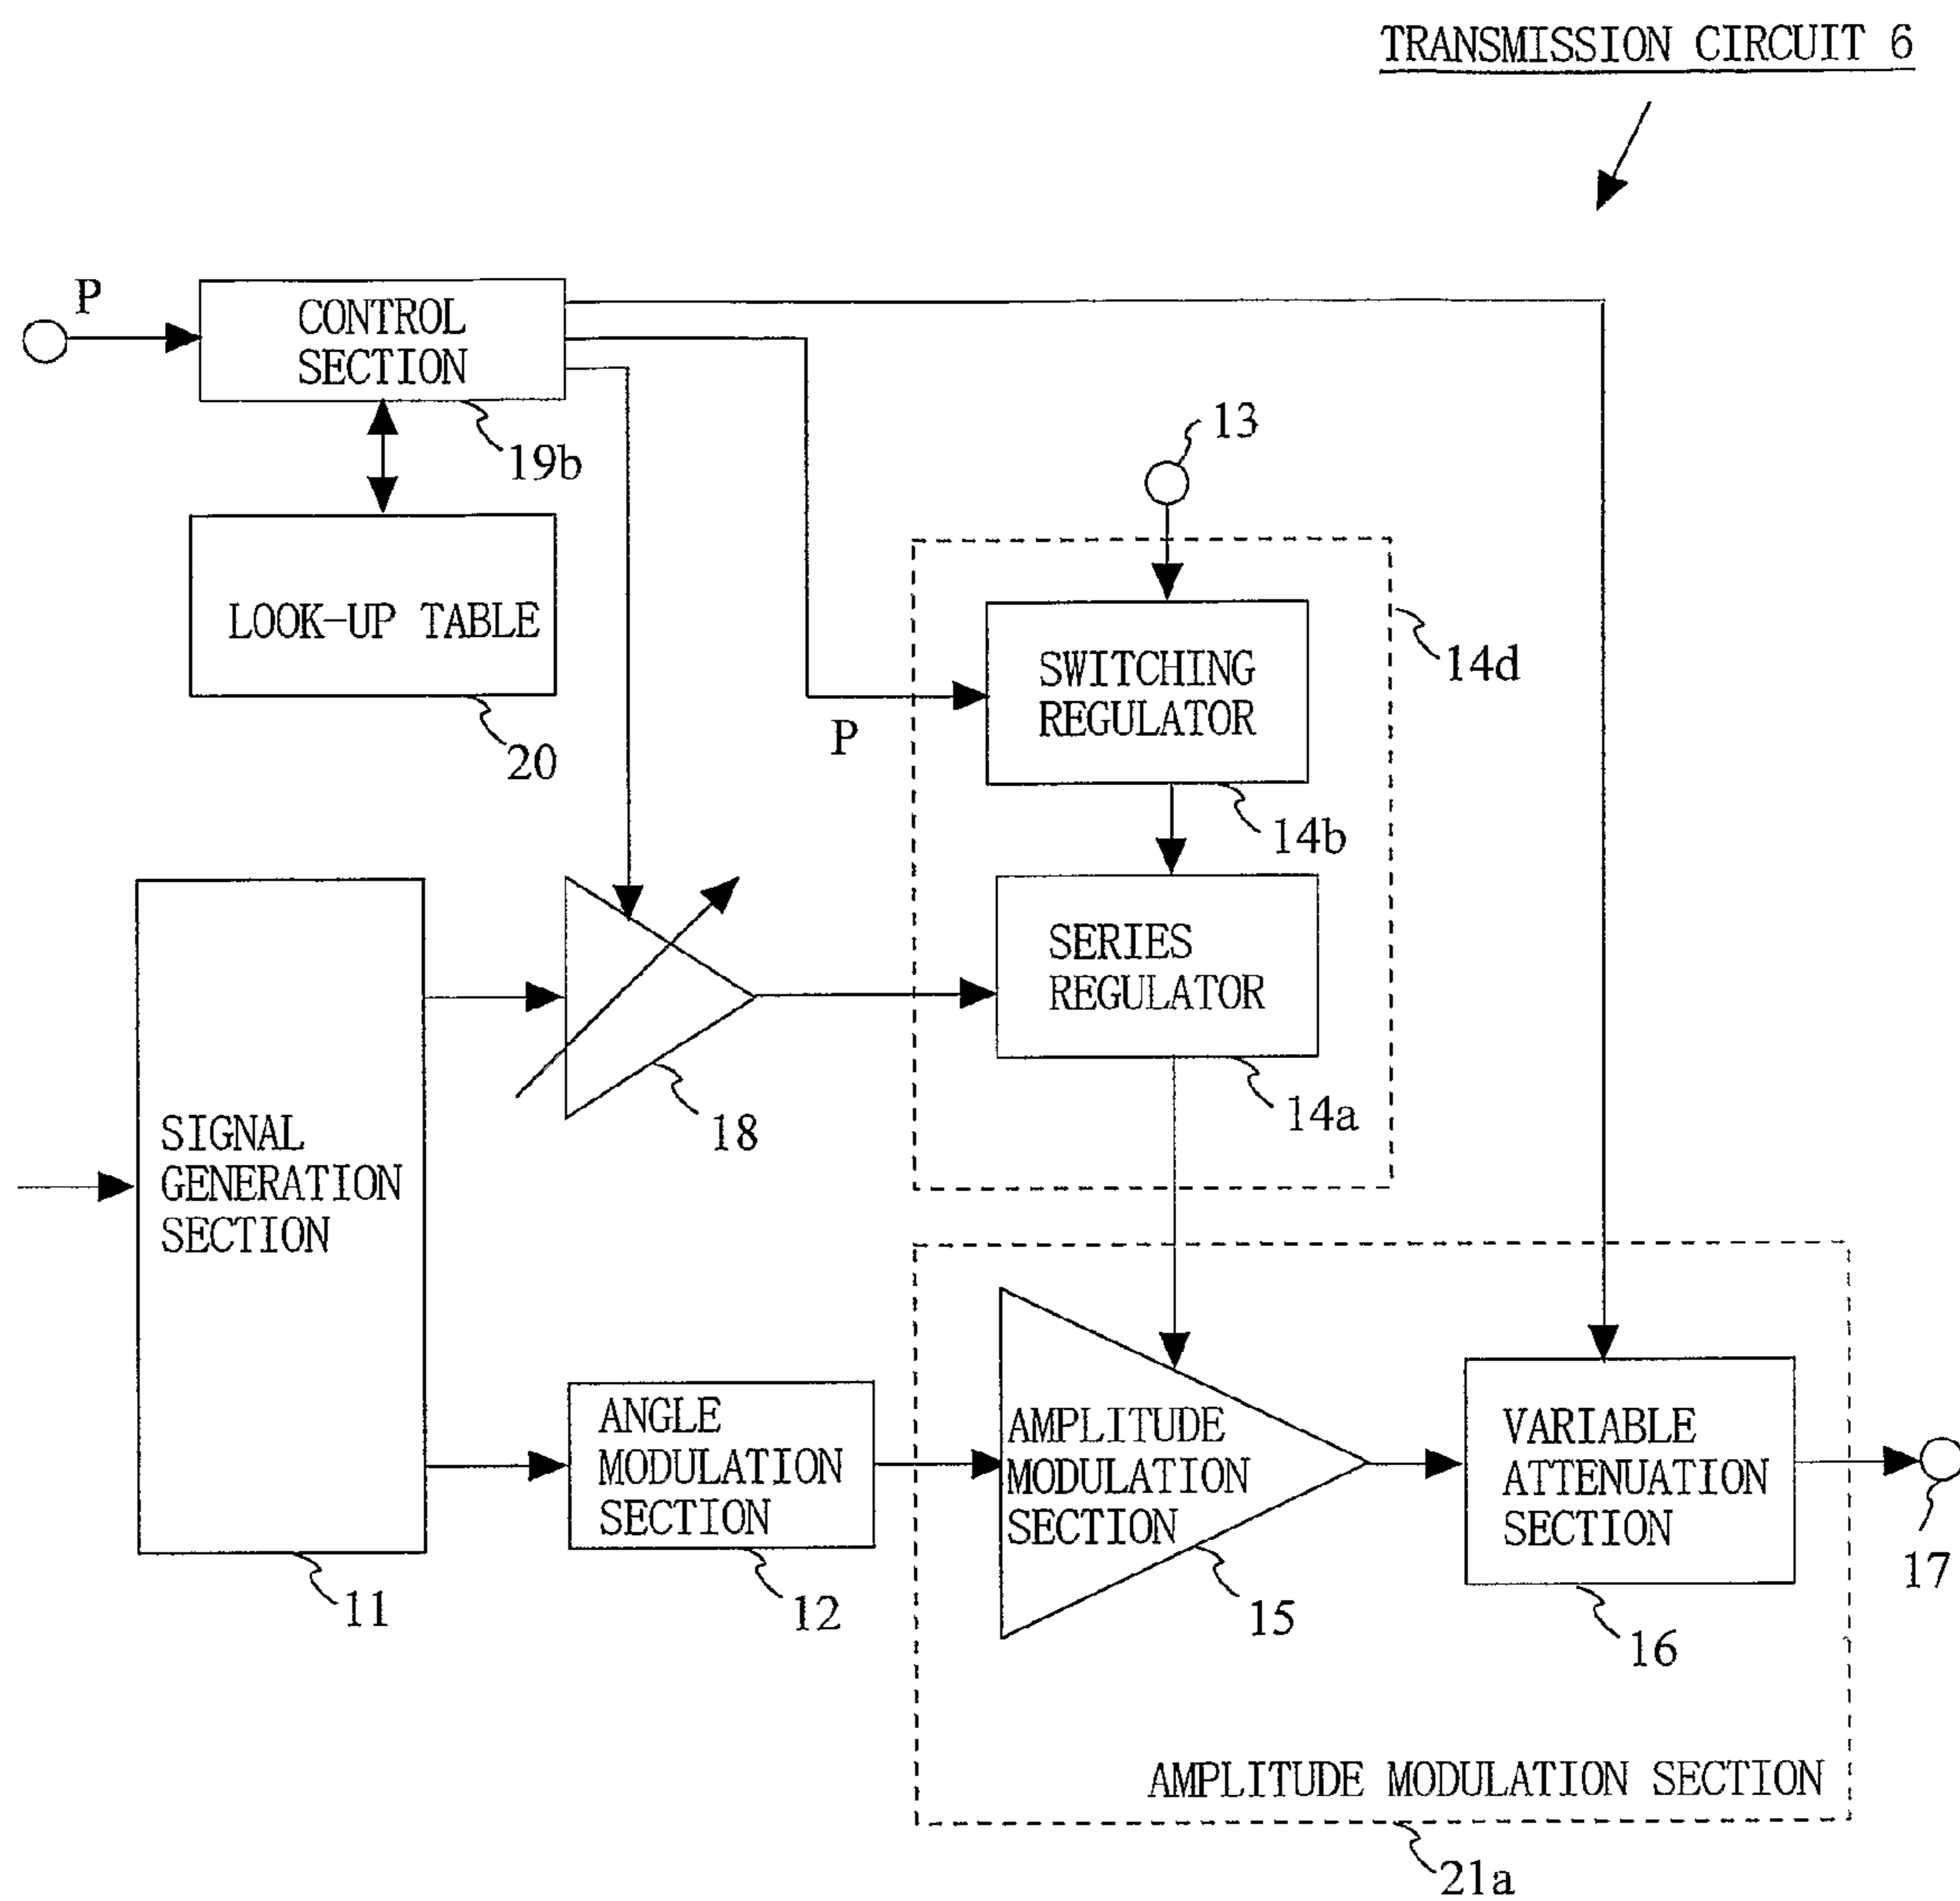 TRANSMISSION CIRCUIT 6
P
CONTROL
SECTION
19b
LOOK-UP TABLE
20
13
14d
SWITCHING
REGULATOR
P
14b
SERIES
REGULATOR
14a
18
SIGNAL
GENERATION
SECTION
11
ANGLE
MODULATION
SECTION
12
AMPLITUDE
MODULATION
SECTION
15
VARIABLE
ATTENUATION
SECTION
16
17
AMPLITUDE MODULATION SECTION
21a